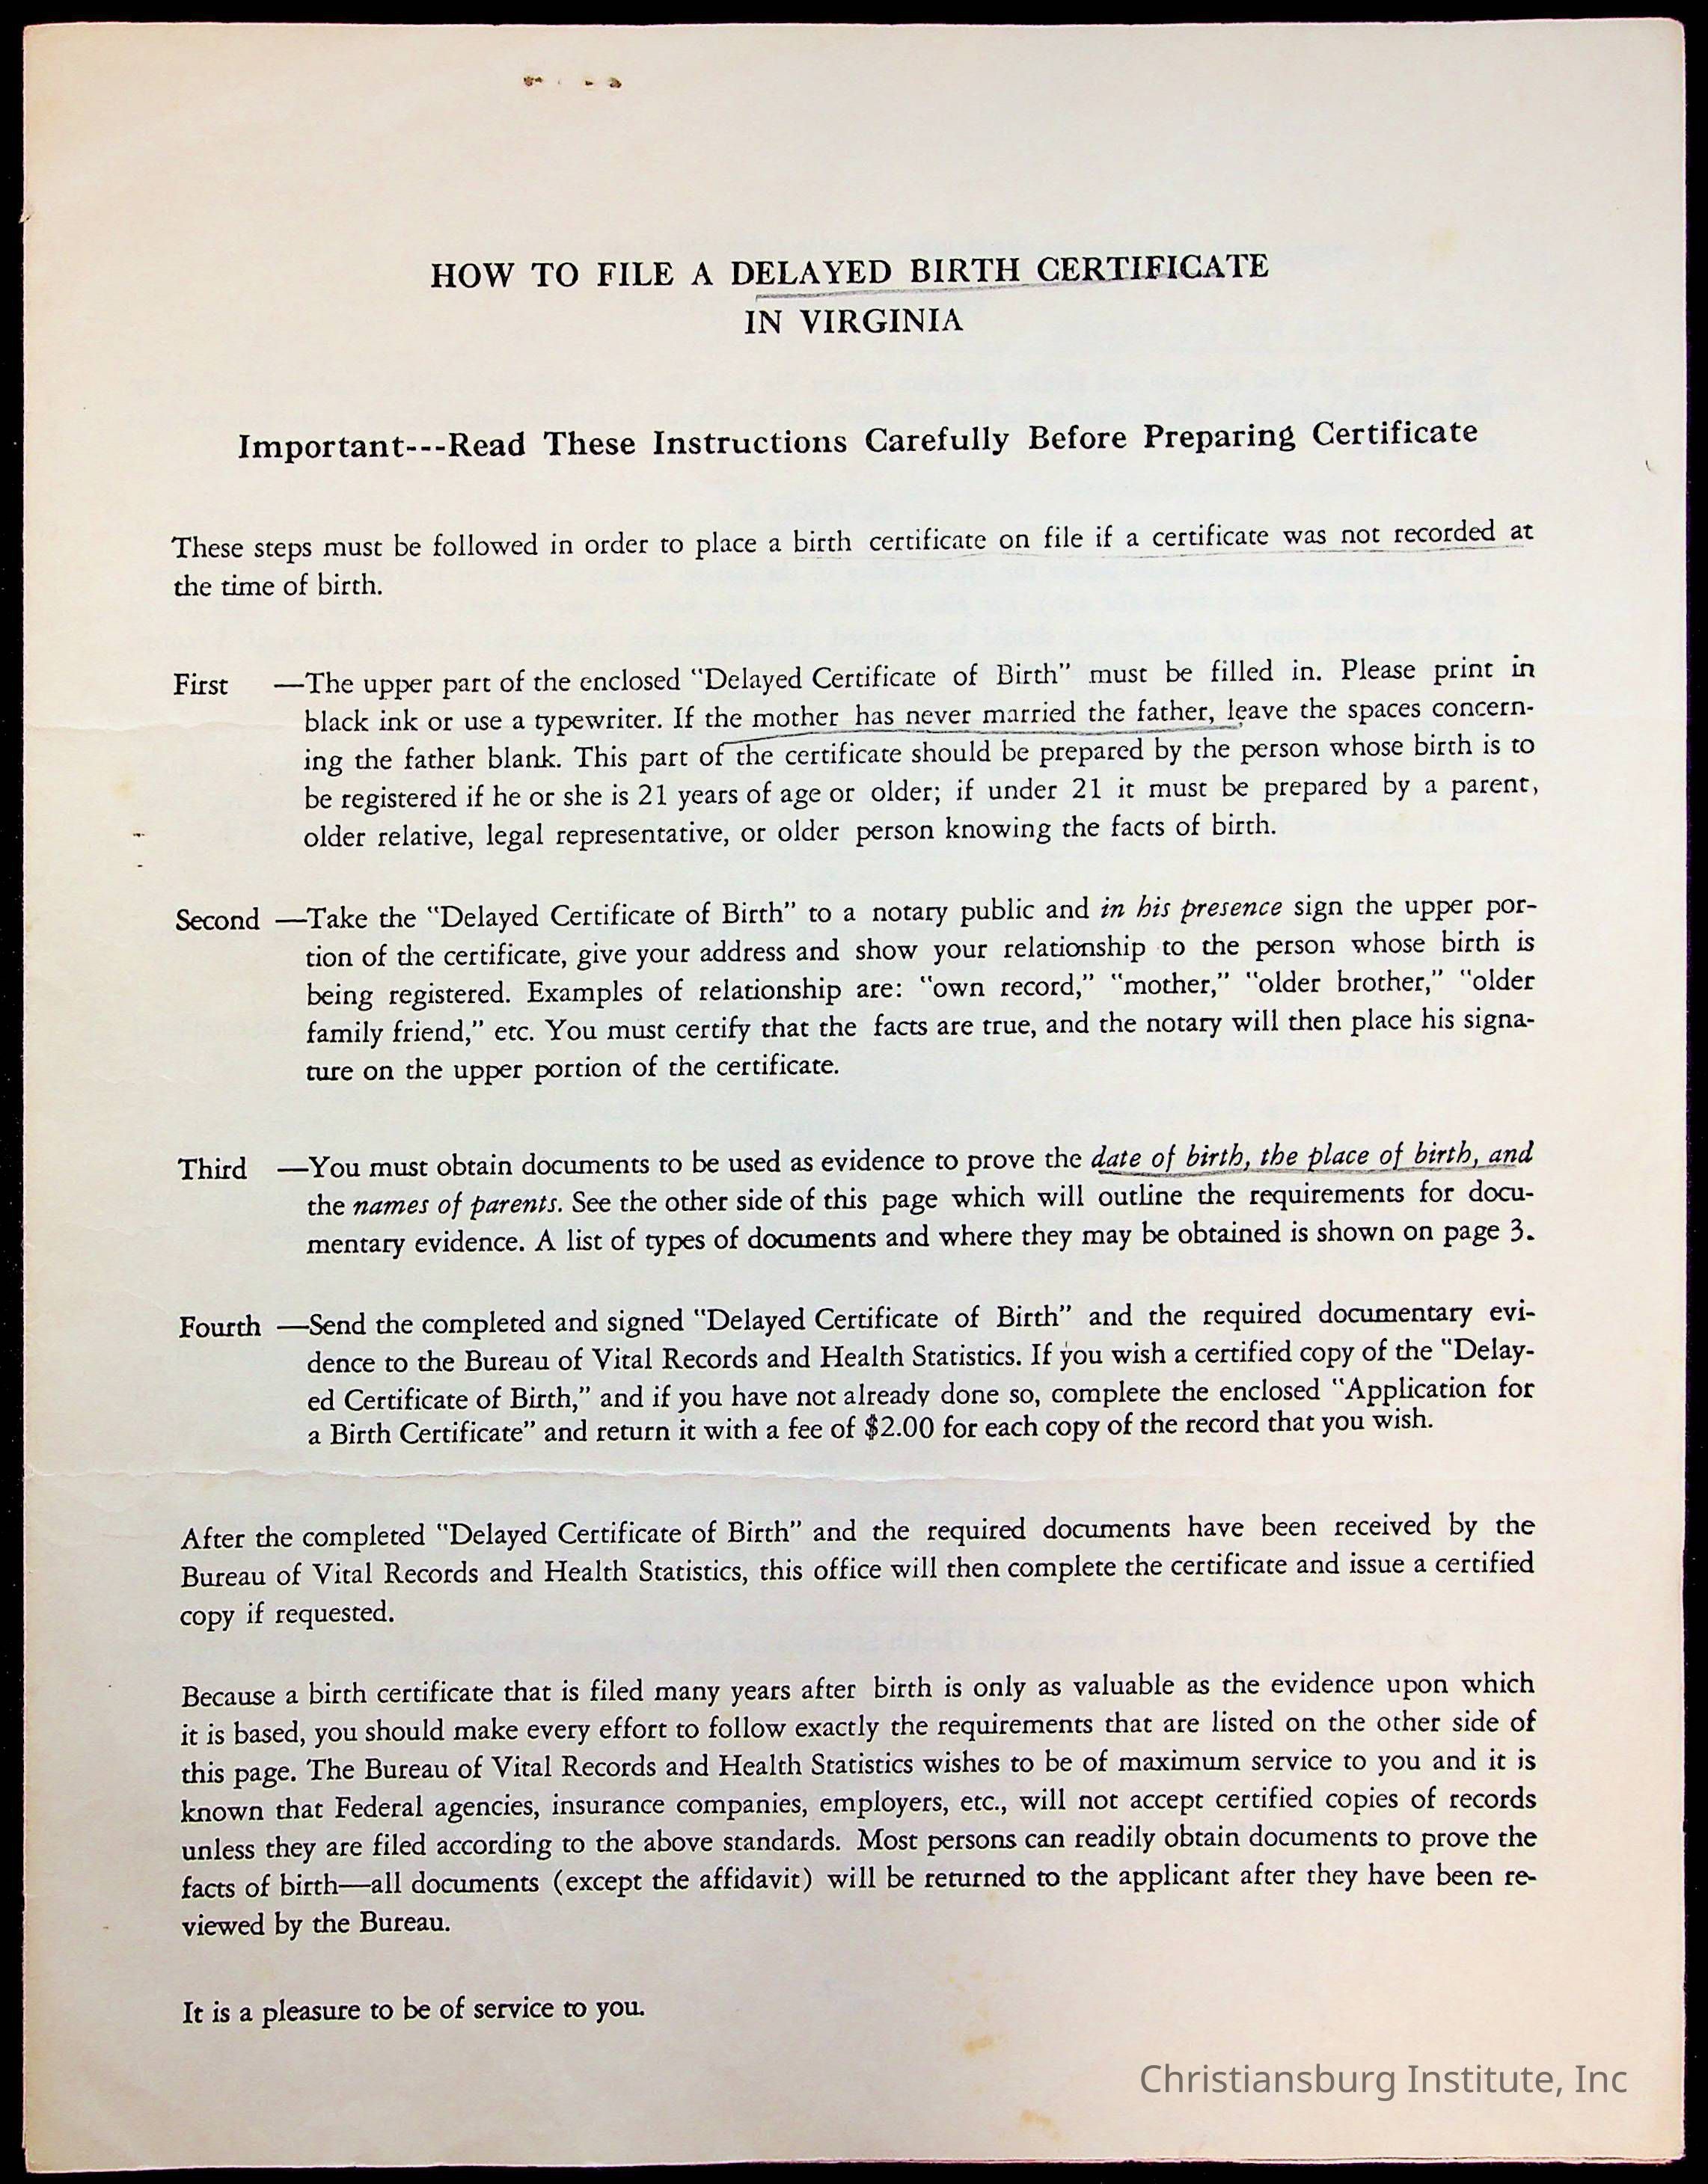 HOW TO FILE A DELAYED BIRTH CERTIFICATE
IN VIRGINIA
Important---Read These Instructions Carefully Before Preparing Certificate
These steps must be followed in order to place a birth certificate on file if a certificate was not recorded at
the time of birth.
First —The upper part of the enclosed "Delayed Certificate of Birth" must be filled in. Please print in
black ink or use a typewriter. If the mother has never married the father, leave the spaces concern-
ing the father blank. This part of the certificate should be prepared by the person whose birth is to
be registered if he or she is 21 years of age or older; if under 21 it must be prepared by a parent,
older relative, legal representative, or older person knowing the facts of birth.
Second —Take the "Delayed Certificate of Birth" to a notary public and in his presence sign the upper por-
tion of the certificate, give your address and show your relationship to the person whose birth is
being registered. Examples of relationship are: "own record," "mother," "older brother," "older
family friend," etc. You must certify that the facts are true, and the notary will then place his signa-
ture on the upper portion of the certificate.
Third —You must obtain documents to be used as evidence to prove the date of birth, the place of birth, and
the names of parents. See the other side of this page which will outline the requirements for docu-
mentary evidence. A list of types of documents and where they may be obtained is shown on page 3.
Fourth —Send the completed and signed "Delayed Certificate of Birth" and the required documentary evi-
dence to the Bureau of Vital Records and Health Statistics. If you wish a certified copy of the "Delay-
ed Certificate of Birth," and if you have not already done so, complete the enclosed "Application for
a Birth Certificate" and return it with a fee of $2.00 for each copy of the record that you wish.
After the completed "Delayed Certificate of Birth" and the required documents have been received by the
Bureau of Vital Records and Health Statistics, this office will then complete the certificate and issue a certified
copy if requested.
Because a birth certificate that is filed many years after birth is only as valuable as the evidence upon which
it is based, you should make every effort to follow exactly the requirements that are listed on the other side of
this page. The Bureau of Vital Records and Health Statistics wishes to be of maximum service to you and it is
known that Federal agencies, insurance companies, employers, etc., will not accept certified copies of records
unless they are filed according to the above standards. Most persons can readily obtain documents to prove the
facts of birth—all documents (except the affidavit) will be returned to the applicant after they have been re-
viewed by the Bureau.
It is a pleasure to be of service to you.
Christiansburg Institute, Inc